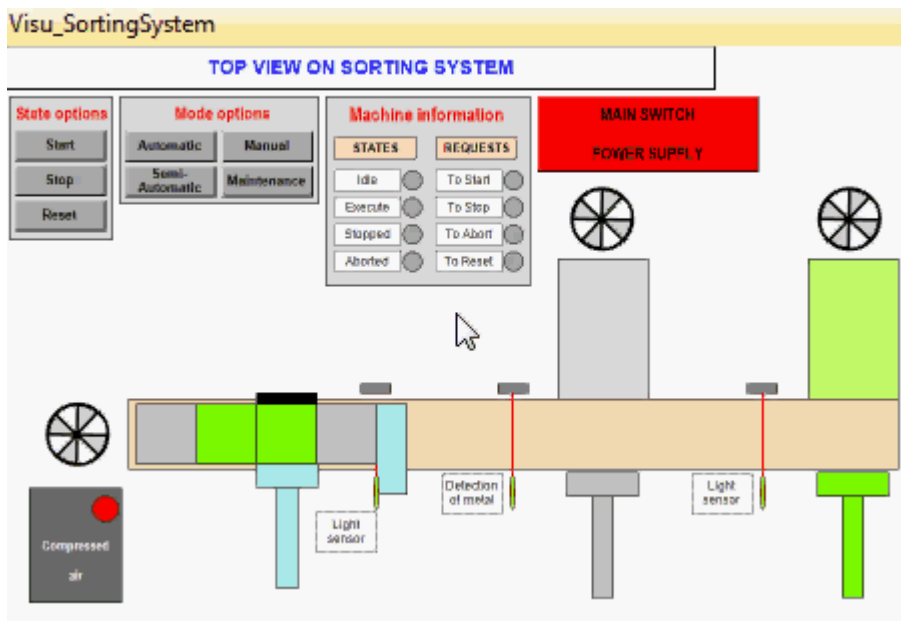 Visu_SortingSystem
TOP VIEW ON SORTING SYSTEM
State options
Start
Stop
Reset
Mode options
Automatic
Manual
Semi-
Automatic
Maintenance
Machine information
STATES
REQUESTS
Idle
To Start
Execute
To Stop
Stopped
To Abort
Aborted
To Reset
MAIN SWITCH
POWER SUPPLY
Detection
of metal
Light
sensor
Light
sensor
Compressed
air